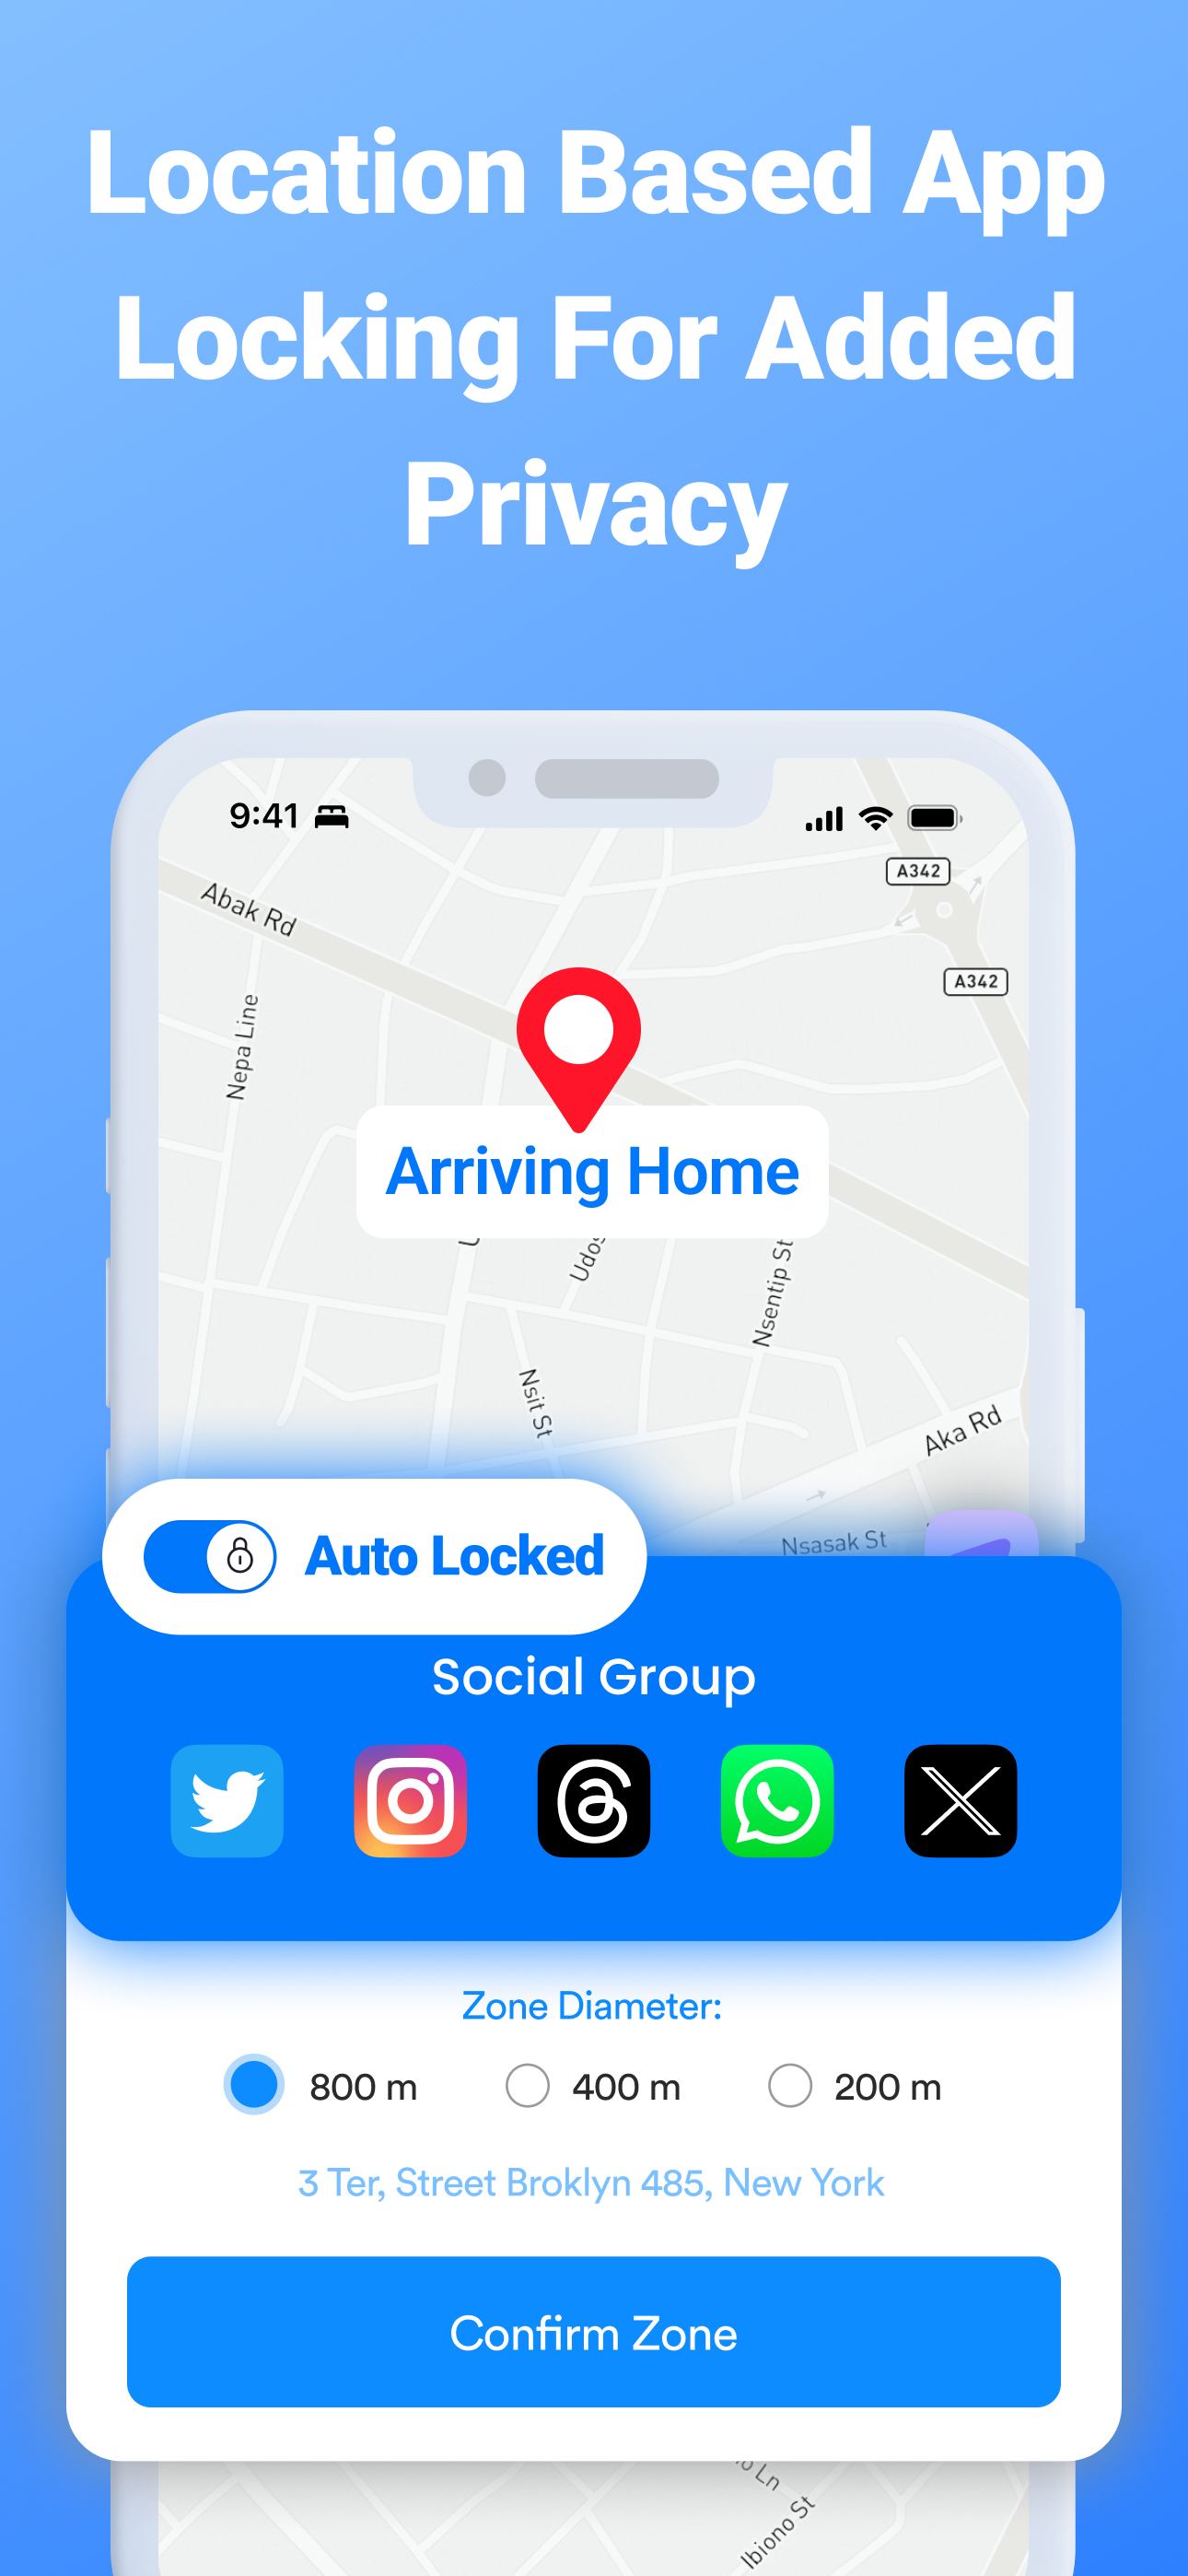 Location Based App
Locking For Added
Privacy
9:41
A342
Abak Rd
A342
Nepa Line
Arriving Home
Nsentip St
Nsit St
Aka Rd
Nsasak St
Auto Locked
Social Group
Zone Diameter:
800 m
400 m
200 m
3 Ter, Street Broklyn 485, New York
Confirm Zone
Ln
Ibiono St